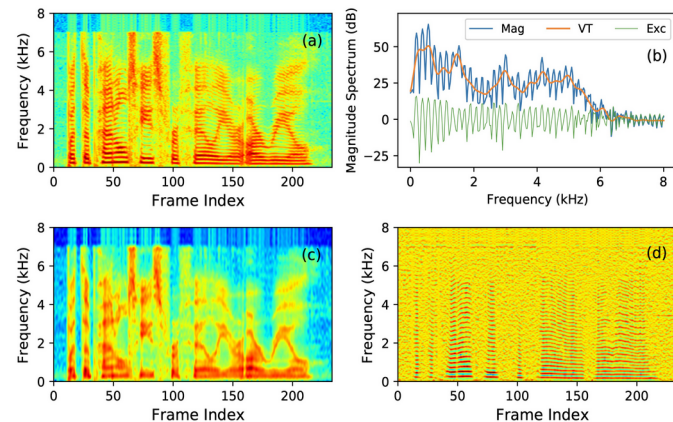 (a)
Frequency (kHz)
8
6
4
2
0
0 50 100 150 200
Frame Index
(b)
Mag VT Exc
Magnitude Spectrum (dB)
50
25
0
−25
0 2 4 6 8
Frequency (kHz)
(c)
Frequency (kHz)
8
6
4
2
0
0 50 100 150 200
Frame Index
(d)
Frequency (kHz)
8
6
4
2
0
0 50 100 150 200
Frame Index